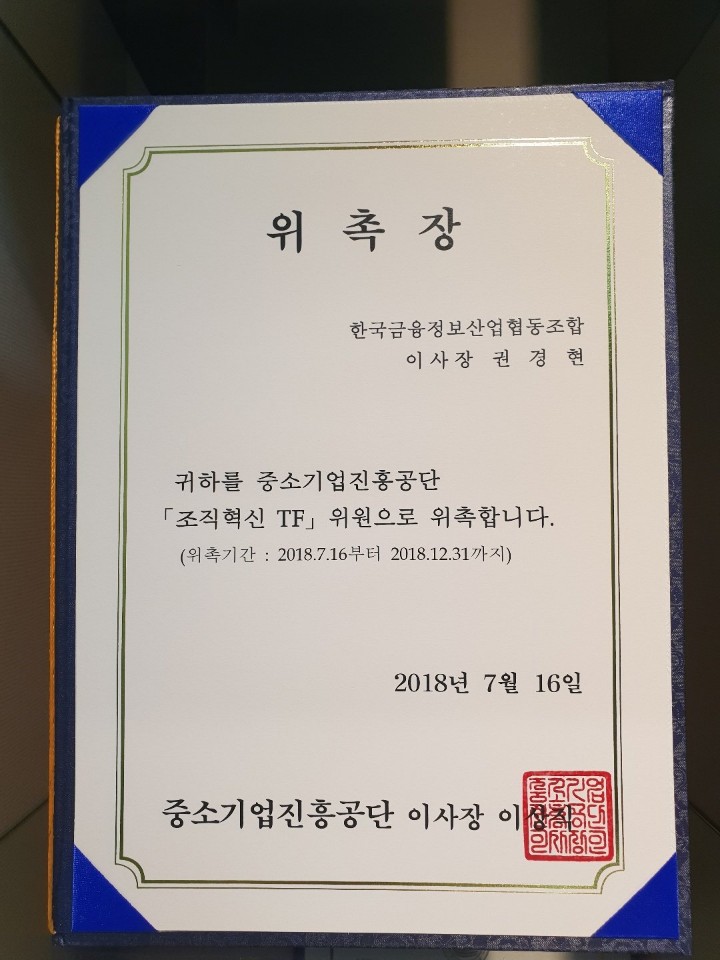 위 촉 장
한국금융정보산업협동조합
이사장 권 경 현
귀하를 중소기업진흥공단
「조직혁신 TF」 위원으로 위촉합니다.
(위촉기간 : 2018.7.16부터 2018.12.31까지)
2018년 7월 16일
중소기업진흥공단 이사장 이상직